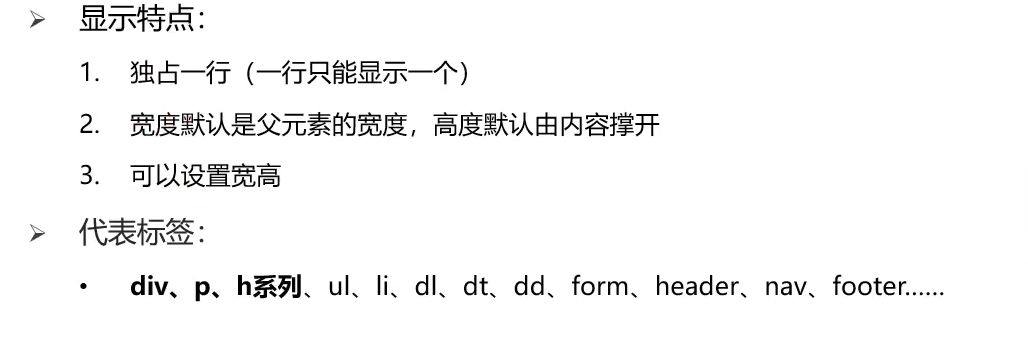 ➢ 显示特点：
1. 独占一行（一行只能显示一个）
2. 宽度默认是父元素的宽度，高度默认由内容撑开
3. 可以设置宽高
➢ 代表标签：
• div、p、h系列、ul、li、dl、dt、dd、form、header、nav、footer……